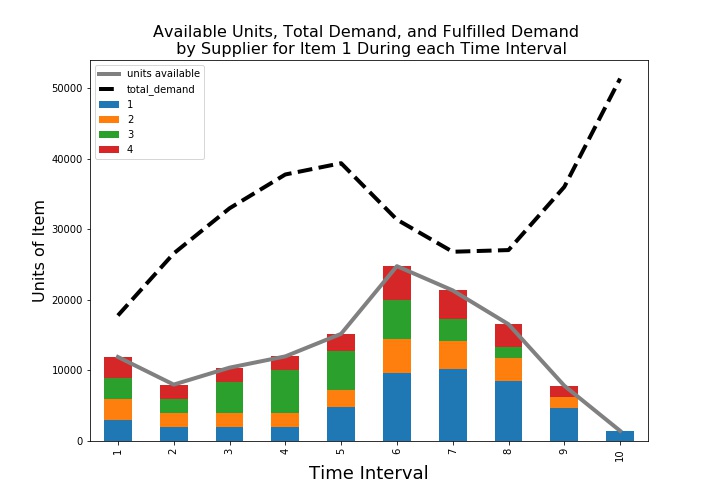 Available Units, Total Demand, and Fulfilled Demand
by Supplier for Item 1 During each Time Interval
units available
total_demand
1
2
3
4
50000
40000
30000
20000
10000
0
Units of Item
1 2 3 4 5 6 7 8 9 10
Time Interval